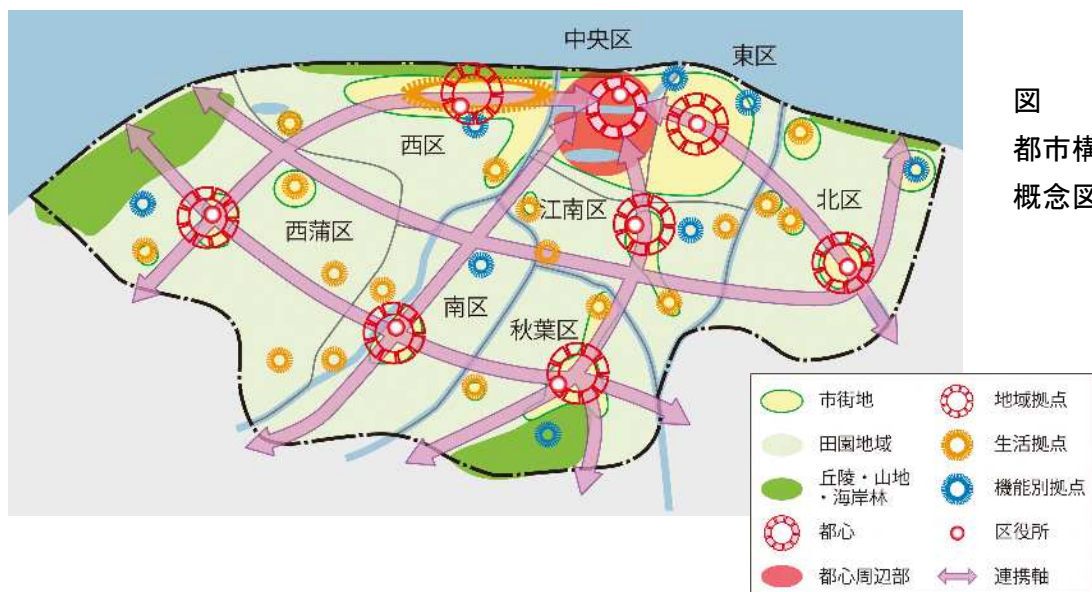 中央区
東区
西区
江南区
北区
西蒲区
南区
秋葉区
図
都市構
概念図
市街地
田園地域
丘陵・山地
・海岸林
都心
都心周辺部
地域拠点
生活拠点
機能別拠点
区役所
連携軸